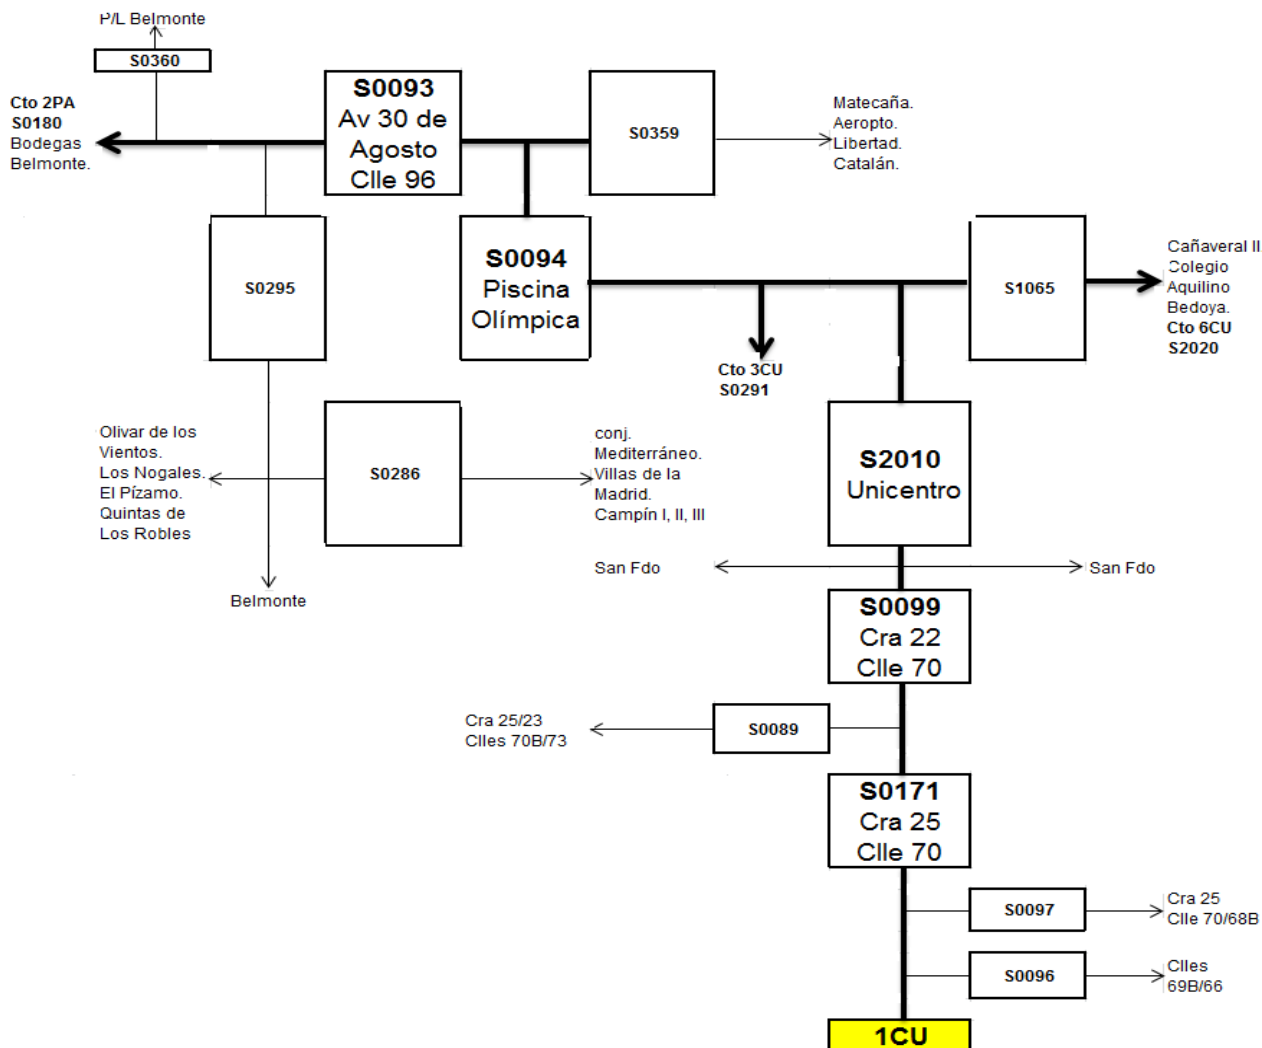 P/L Belmonte
S0360
Cto 2PA
S0180
Bodegas
Belmonte.
S0093
Av 30 de
Agosto
Clle 96
S0359
Matecaña.
Aeropto.
Libertad.
Catalán.
S0295
S0094
Piscina
Olímpica
S1065
Cañaveral II
Colegio
Aquilino
Bedoya.
Cto 6CU
S2020
Cto 3CU
S0291
Olivar de los
Vientos.
Los Nogales.
El Pízamo.
Quintas de
Los Robles
S0286
conj.
Mediterráneo.
Villas de la
Madrid.
Campín I, II, III
S2010
Unicentro
Belmonte
San Fdo
San Fdo
S0099
Cra 22
Clle 70
Cra 25/23
Clles 70B/73
S0089
S0171
Cra 25
Clle 70
S0097
Cra 25
Clle 70/68B
S0096
Clles
69B/66
1CU